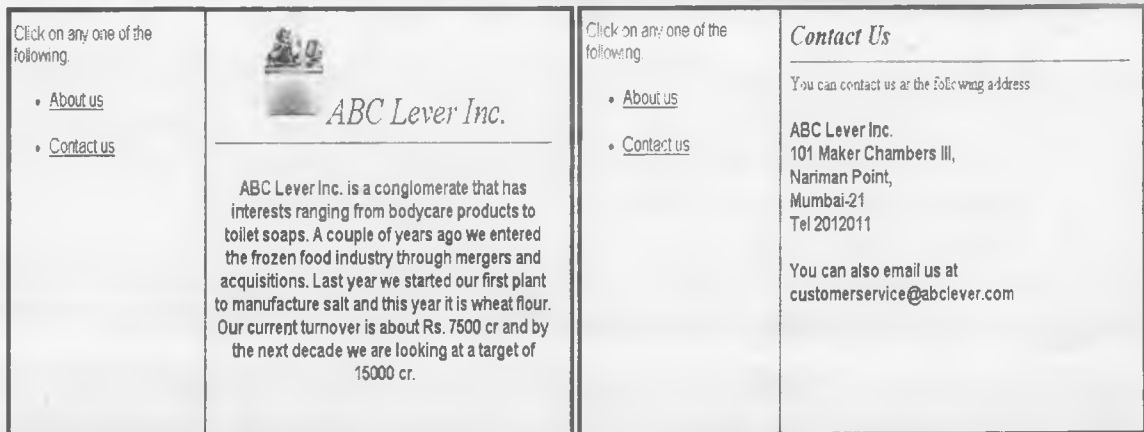 Click on any one of the
following.
• About us
• Contact us
ABC Lever Inc.
ABC Lever Inc. is a conglomerate that has
interests ranging from bodycare products to
toilet soaps. A couple of years ago we entered
the frozen food industry through mergers and
acquisitions. Last year we started our first plant
to manufacture salt and this year it is wheat flour.
Our current turnover is about Rs. 7500 cr and by
the next decade we are looking at a target of
15000 cr.
Click on any one of the
following.
• About us
• Contact us
Contact Us
You can contact us at the following address
ABC Lever Inc.
101 Maker Chambers III,
Nariman Point,
Mumbai-21
Tel 2012011
You can also email us at
customerservice@abclever.com